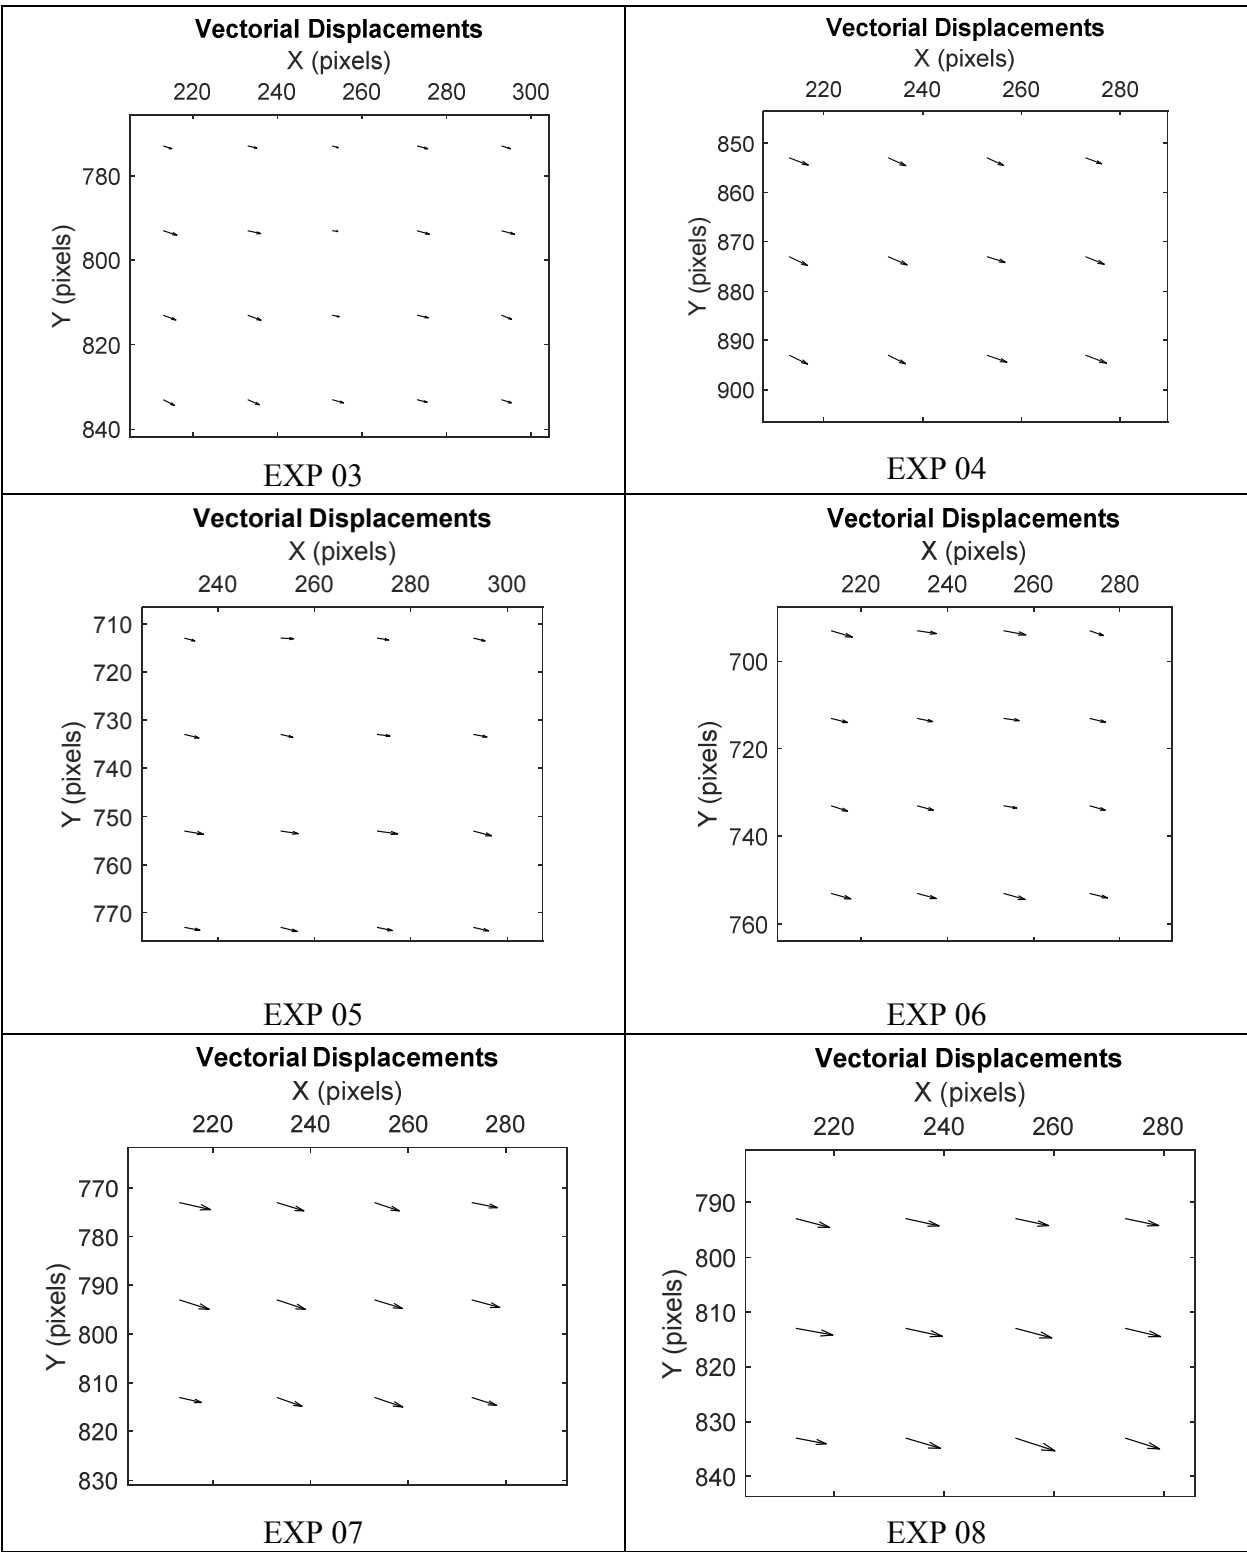 Vectorial Displacements
X (pixels)
220 240 260 280 300
780
800
820
840
Y (pixels)
EXP 03
Vectorial Displacements
X (pixels)
220 240 260 280
850
860
870
880
890
900
Y (pixels)
EXP 04
Vectorial Displacements
X (pixels)
240 260 280 300
710
720
730
740
750
760
770
Y (pixels)
EXP 05
Vectorial Displacements
X (pixels)
220 240 260 280
700
720
740
760
Y (pixels)
EXP 06
Vectorial Displacements
X (pixels)
220 240 260 280
770
780
790
800
810
820
830
Y (pixels)
EXP 07
Vectorial Displacements
X (pixels)
220 240 260 280
790
800
810
820
830
840
Y (pixels)
EXP 08